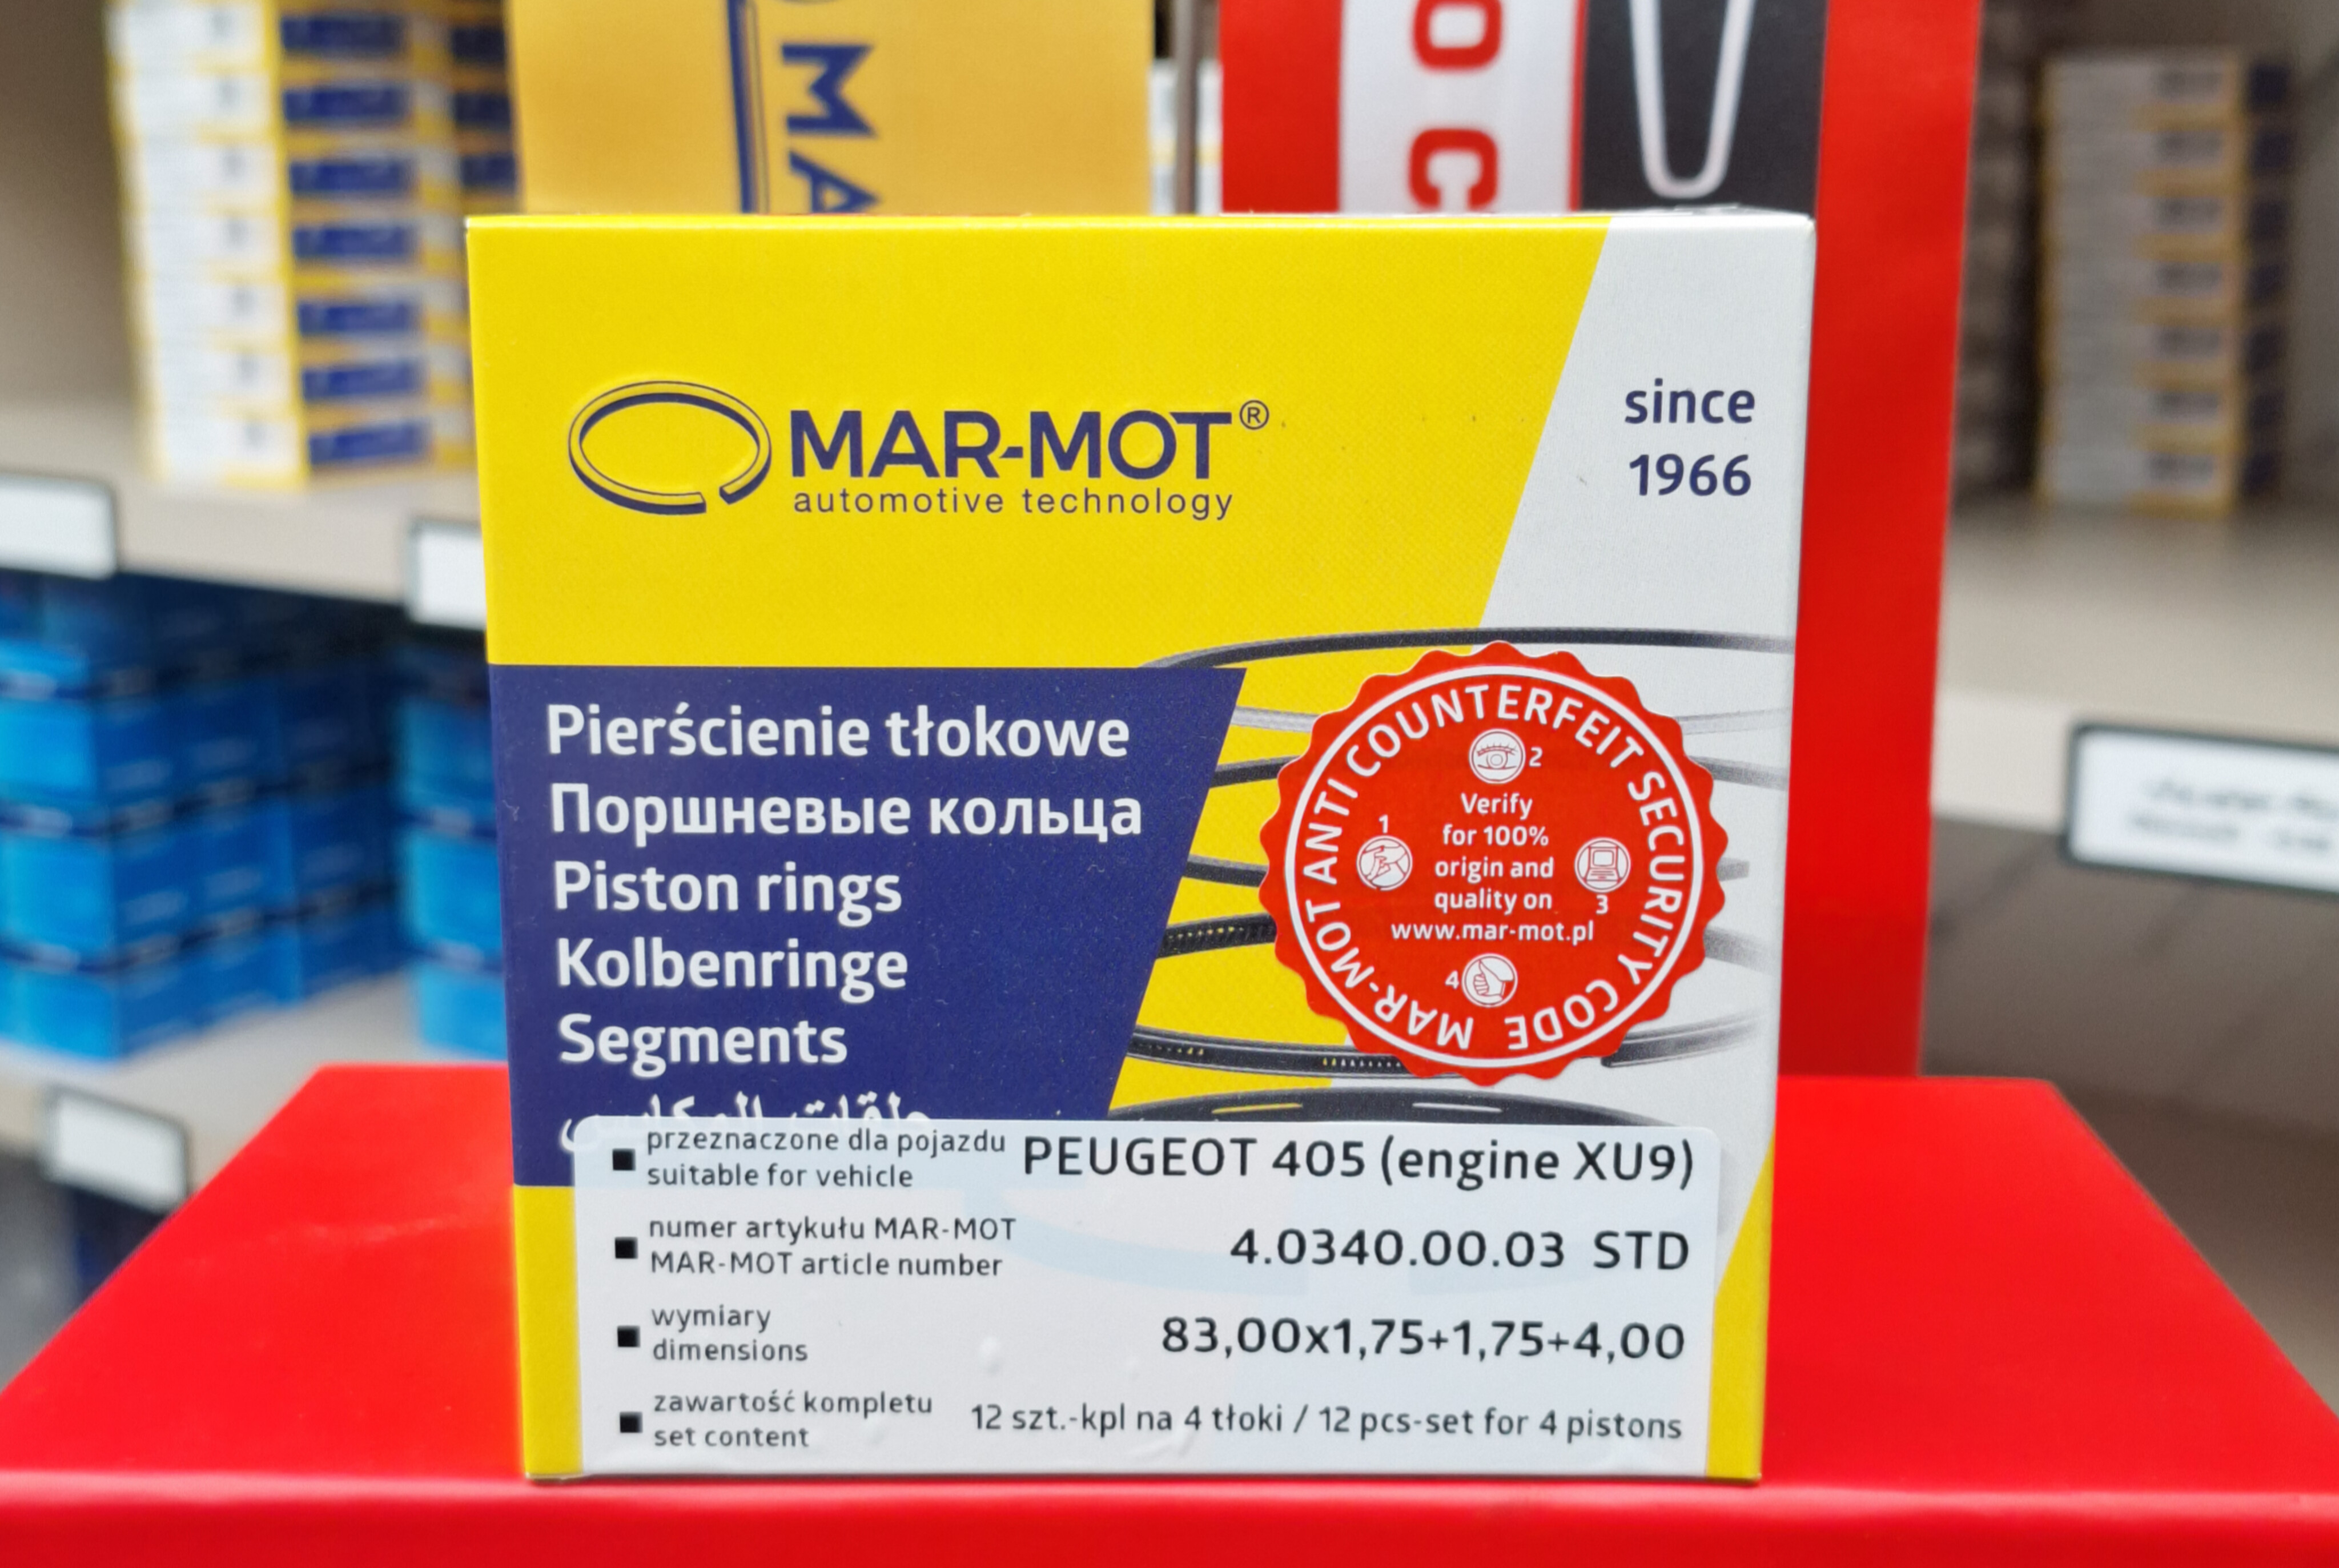 MA
OC
MAR-MOT®
automotive technology
since
1966
Pierścienie tłokowe
Поршневые кольца
Piston rings
Kolbenringe
Segments
MAR-MOT ANTI COUNTERFEIT SECURITY CODE
2
1
Verify
for 100%
origin and
quality on
3
www.mar-mot.pl
4
przeznaczone dla pojazdu
suitable for vehicle
PEUGEOT 405 (engine XU9)
numer artykułu MAR-MOT
MAR-MOT article number
4.0340.00.03 STD
wymiary
dimensions
83,00x1,75+1,75+4,00
zawartość kompletu
set content
12 szt.-kpl na 4 tłoki / 12 pcs-set for 4 pistons